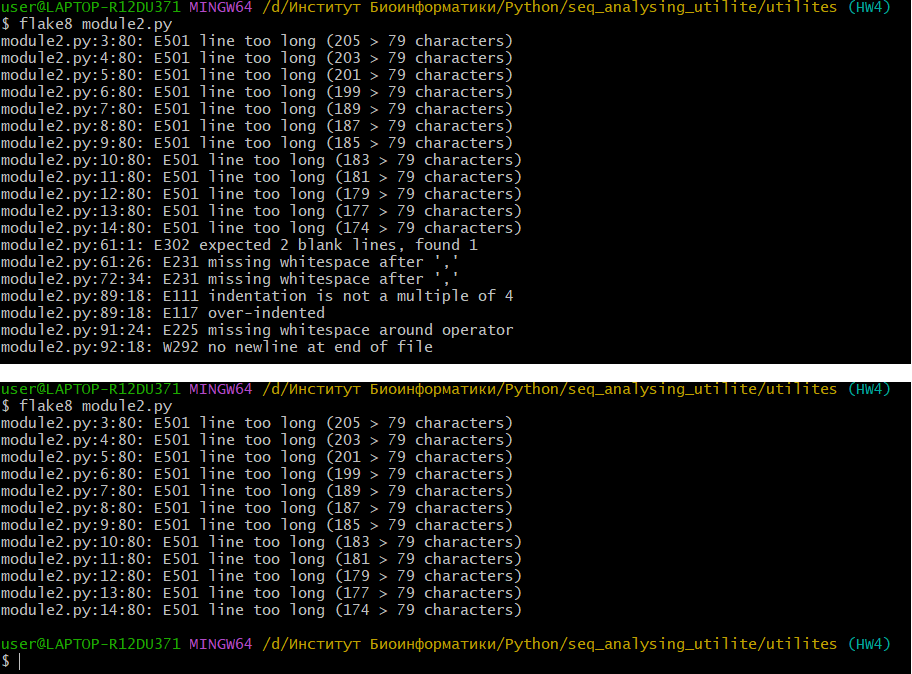 user@LAPTOP-R12DU371 MINGW64 /d/Институт Биоинформатики/Python/seq_analysing_utilite/utilites (HW4)
$ flake8 module2.py
module2.py:3:80: E501 line too long (205 > 79 characters)
module2.py:4:80: E501 line too long (203 > 79 characters)
module2.py:5:80: E501 line too long (201 > 79 characters)
module2.py:6:80: E501 line too long (199 > 79 characters)
module2.py:7:80: E501 line too long (189 > 79 characters)
module2.py:8:80: E501 line too long (187 > 79 characters)
module2.py:9:80: E501 line too long (185 > 79 characters)
module2.py:10:80: E501 line too long (183 > 79 characters)
module2.py:11:80: E501 line too long (181 > 79 characters)
module2.py:12:80: E501 line too long (179 > 79 characters)
module2.py:13:80: E501 line too long (177 > 79 characters)
module2.py:14:80: E501 line too long (174 > 79 characters)
module2.py:61:1: E302 expected 2 blank lines, found 1
module2.py:61:26: E231 missing whitespace after ','
module2.py:72:34: E231 missing whitespace after ','
module2.py:89:18: E111 indentation is not a multiple of 4
module2.py:89:18: E117 over-indented
module2.py:91:24: E225 missing whitespace around operator
module2.py:92:18: W292 no newline at end of file
user@LAPTOP-R12DU371 MINGW64 /d/Институт Биоинформатики/Python/seq_analysing_utilite/utilites (HW4)
$ flake8 module2.py
module2.py:3:80: E501 line too long (205 > 79 characters)
module2.py:4:80: E501 line too long (203 > 79 characters)
module2.py:5:80: E501 line too long (201 > 79 characters)
module2.py:6:80: E501 line too long (199 > 79 characters)
module2.py:7:80: E501 line too long (189 > 79 characters)
module2.py:8:80: E501 line too long (187 > 79 characters)
module2.py:9:80: E501 line too long (185 > 79 characters)
module2.py:10:80: E501 line too long (183 > 79 characters)
module2.py:11:80: E501 line too long (181 > 79 characters)
module2.py:12:80: E501 line too long (179 > 79 characters)
module2.py:13:80: E501 line too long (177 > 79 characters)
module2.py:14:80: E501 line too long (174 > 79 characters)
user@LAPTOP-R12DU371 MINGW64 /d/Институт Биоинформатики/Python/seq_analysing_utilite/utilites (HW4)
$